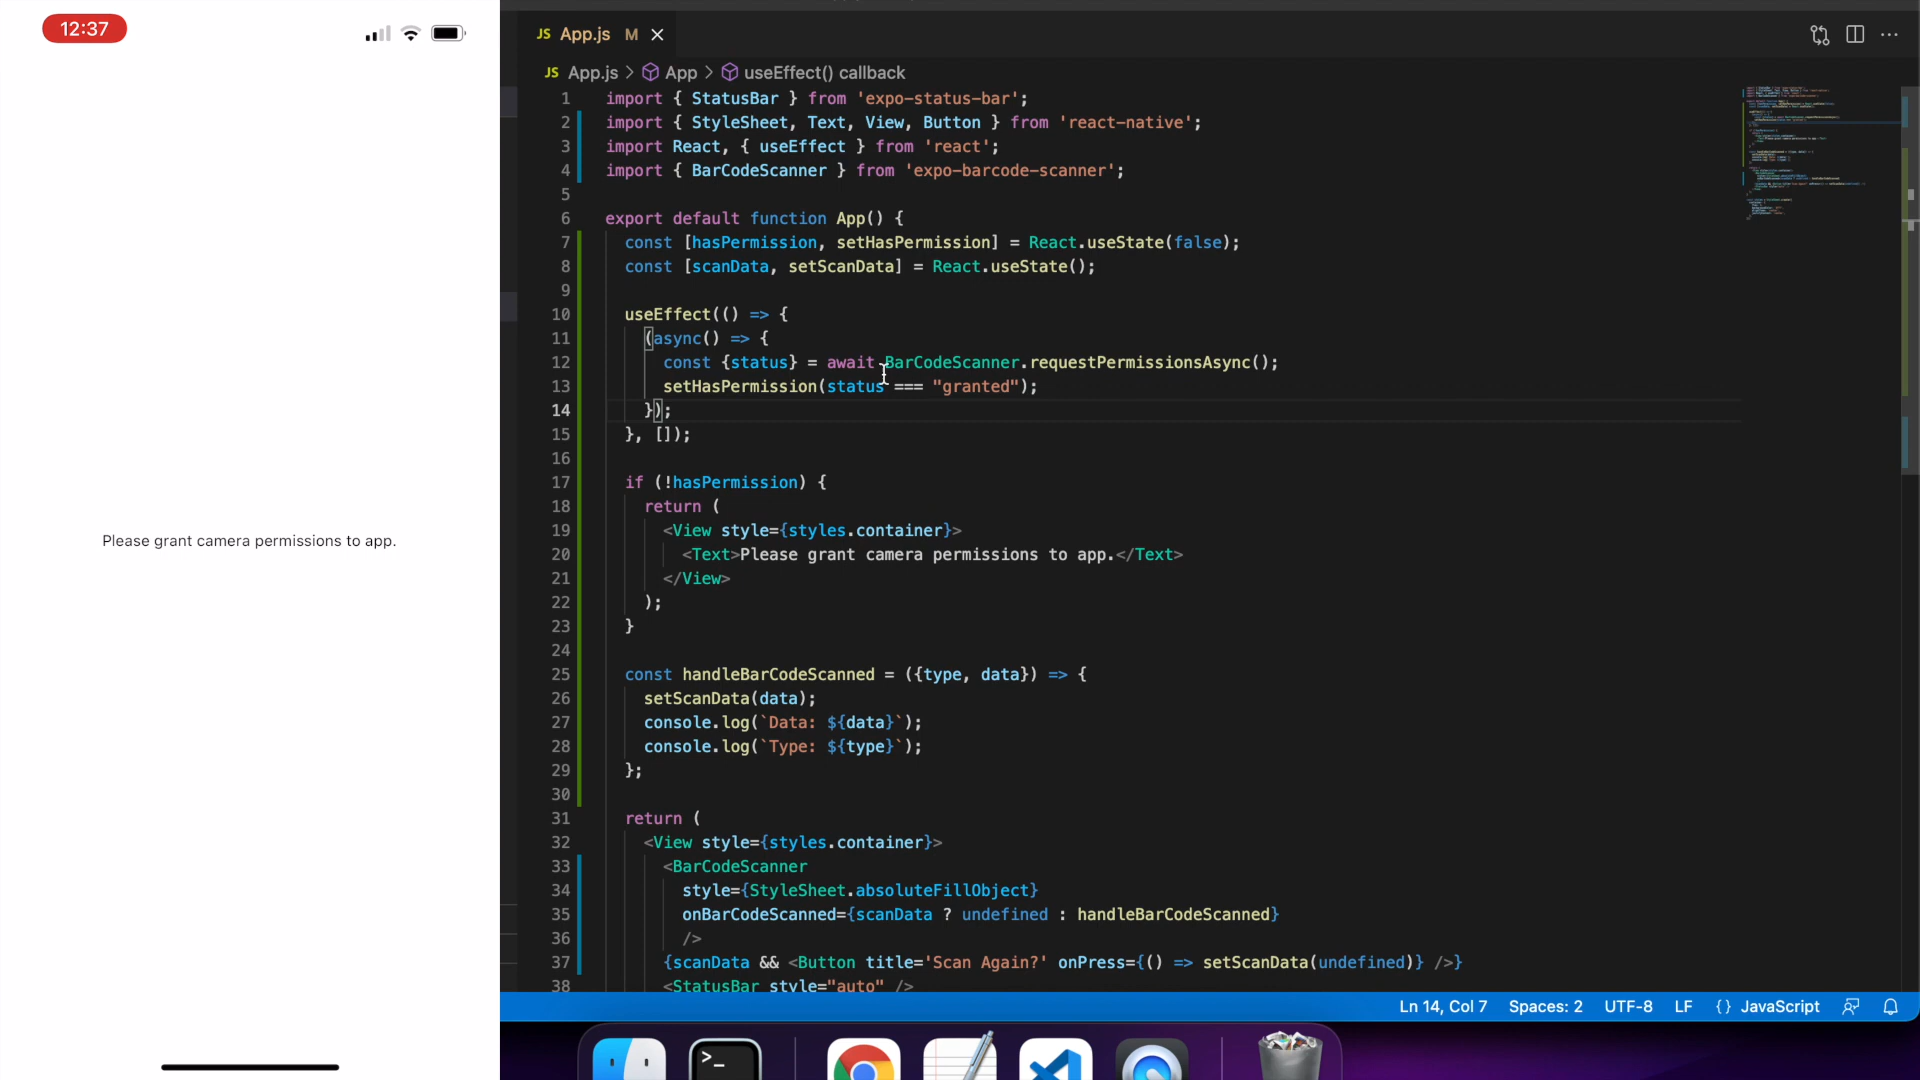 12:37
Please grant camera permissions to app.
JS App.js M
JS App.js > App > useEffect() callback
1 import { StatusBar } from 'expo-status-bar';
2 import { StyleSheet, Text, View, Button } from 'react-native';
3 import React, { useEffect } from 'react';
4 import { BarCodeScanner } from 'expo-barcode-scanner';
5
6 export default function App() {
7 const [hasPermission, setHasPermission] = React.useState(false);
8 const [scanData, setScanData] = React.useState();
9
10 useEffect(() => {
11 (async() => {
12 const {status} = await BarCodeScanner.requestPermissionsAsync();
13 setHasPermission(status === "granted");
14 });
15 }, []);
16
17 if (!hasPermission) {
18 return (
19 <View style={styles.container}>
20 <Text>Please grant camera permissions to app.</Text>
21 </View>
22 );
23 }
24
25 const handleBarCodeScanned = ({type, data}) => {
26 setScanData(data);
27 console.log(`Data: ${data}`);
28 console.log(`Type: ${type}`);
29 };
30
31 return (
32 <View style={styles.container}>
33 <BarCodeScanner
34 style={StyleSheet.absoluteFillObject}
35 onBarCodeScanned={scanData ? undefined : handleBarCodeScanned}
36 />
37 {scanData && <Button title='Scan Again?' onPress={() => setScanData(undefined)} />}
38 <StatusBar style="auto" />
Ln 14, Col 7 Spaces: 2 UTF-8 LF {} JavaScript